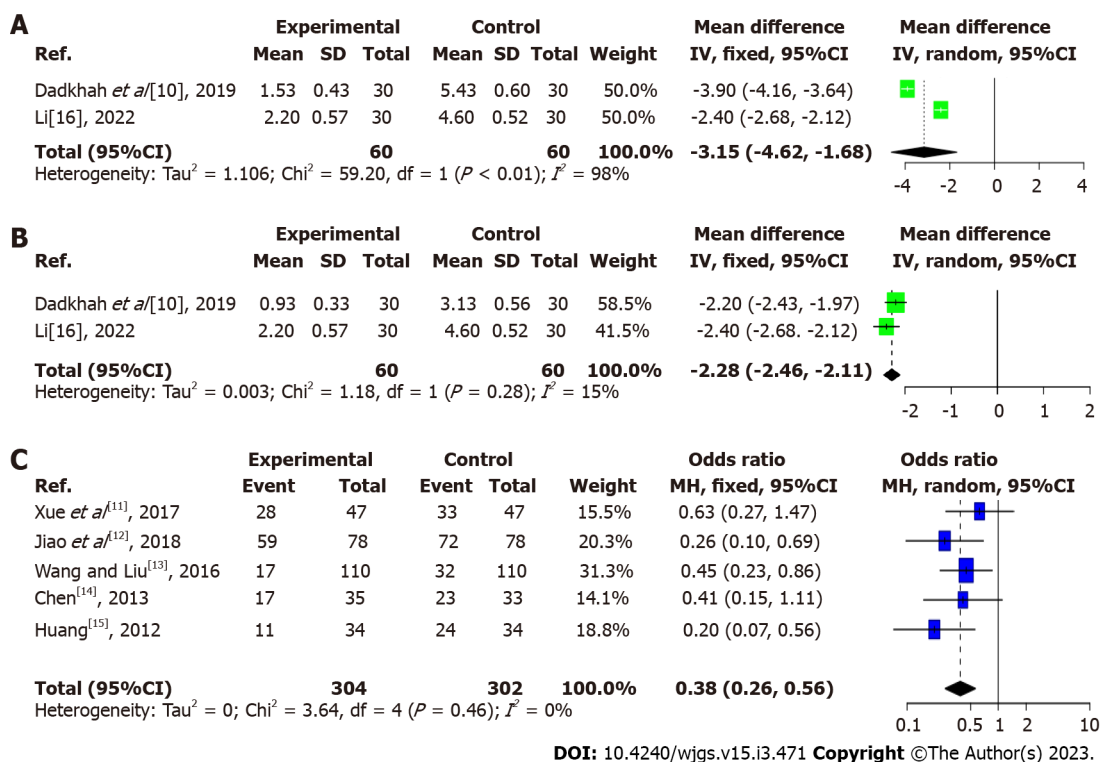 A
Experimental Control Mean difference Mean difference
Ref. Mean SD Total Mean SD Total Weight IV, fixed, 95%CI IV, random, 95%CI
Dadkhah et al[10], 2019 1.53 0.43 30 5.43 0.60 30 50.0% -3.90 (-4.16, -3.64)
Li[16], 2022 2.20 0.57 30 4.60 0.52 30 50.0% -2.40 (-2.68, -2.12)
Total (95%CI) 60 60 100.0% -3.15 (-4.62, -1.68)
Heterogeneity: Tau² = 1.106; Chi² = 59.20, df = 1 (P < 0.01); I² = 98%
-4 -2 0 2 4
B
Experimental Control Mean difference Mean difference
Ref. Mean SD Total Mean SD Total Weight IV, fixed, 95%CI IV, random, 95%CI
Dadkhah et al[10], 2019 0.93 0.33 30 3.13 0.56 30 58.5% -2.20 (-2.43, -1.97)
Li[16], 2022 2.20 0.57 30 4.60 0.52 30 41.5% -2.40 (-2.68, -2.12)
Total (95%CI) 60 60 100.0% -2.28 (-2.46, -2.11)
Heterogeneity: Tau² = 0.003; Chi² = 1.18, df = 1 (P = 0.28); I² = 15%
-2 -1 0 1 2
C
Experimental Control Odds ratio Odds ratio
Ref. Event Total Event Total Weight MH, fixed, 95%CI MH, random, 95%CI
Xue et al[11], 2017 28 47 33 47 15.5% 0.63 (0.27, 1.47)
Jiao et al[12], 2018 59 78 72 78 20.3% 0.26 (0.10, 0.69)
Wang and Liu[13], 2016 17 110 32 110 31.3% 0.45 (0.23, 0.86)
Chen[14], 2013 17 35 23 33 14.1% 0.41 (0.15, 1.11)
Huang[15], 2012 11 34 24 34 18.8% 0.20 (0.07, 0.56)
Total (95%CI) 304 302 100.0% 0.38 (0.26, 0.56)
Heterogeneity: Tau² = 0; Chi² = 3.64, df = 4 (P = 0.46); I² = 0%
0.1 0.5 1 2 10
DOI: 10.4240/wjgs.v15.i3.471 Copyright ©The Author(s) 2023.